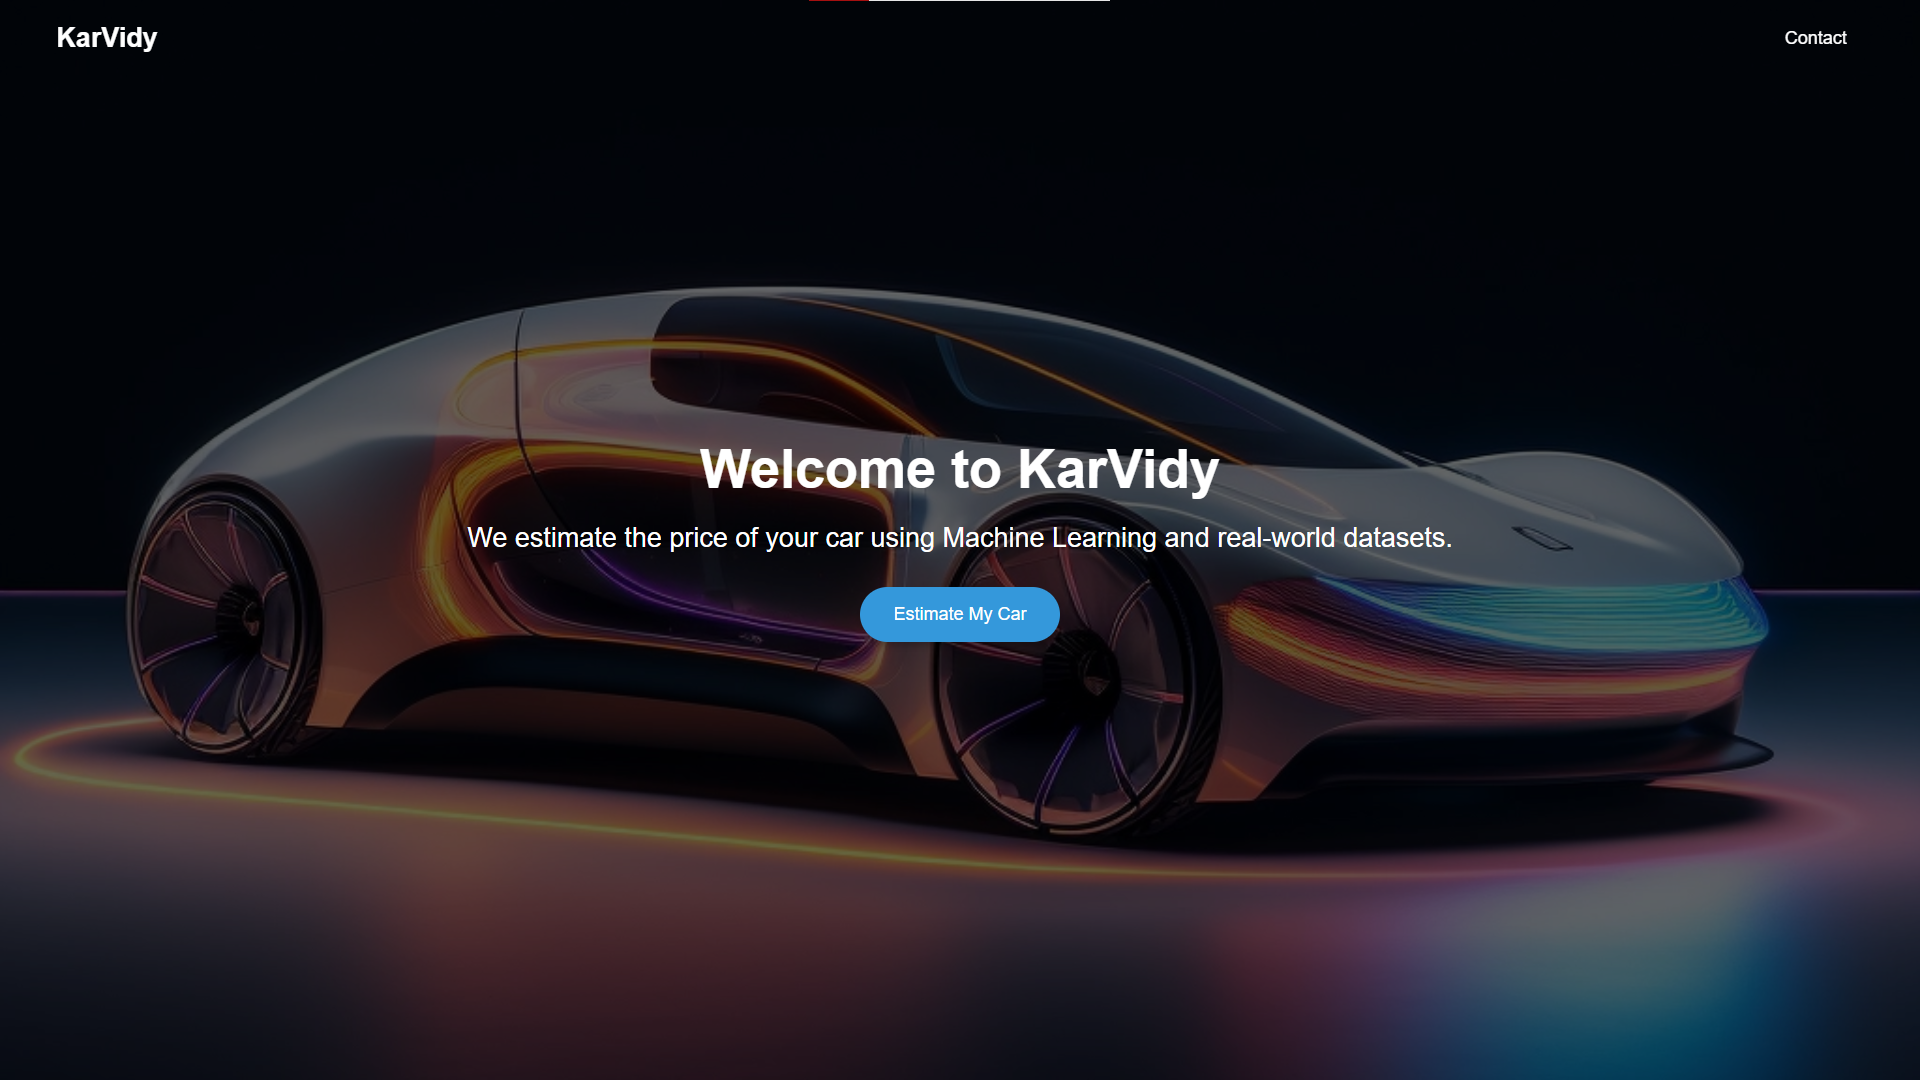 KarVidy
Contact
Welcome to KarVidy
We estimate the price of your car using Machine Learning and real-world datasets.
Estimate My Car